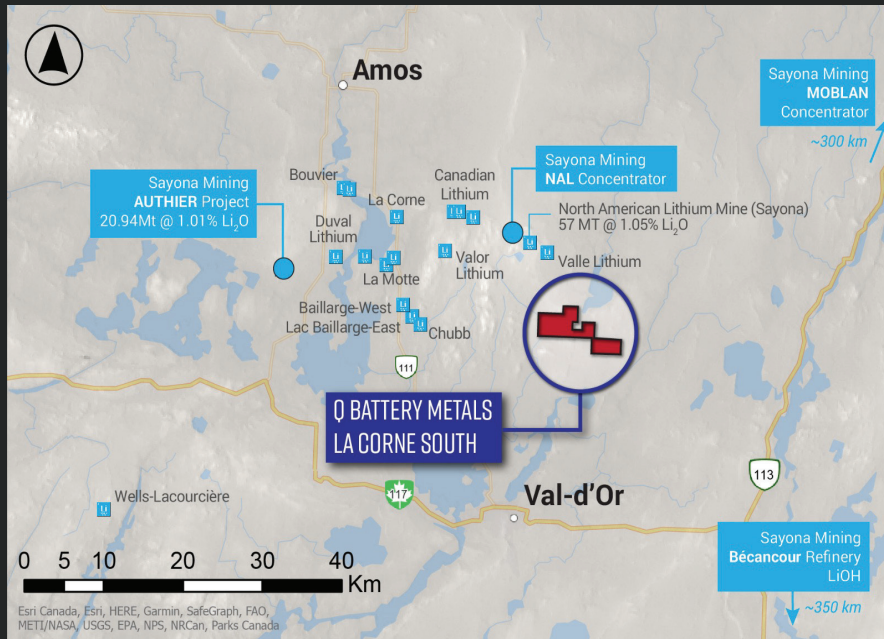 Amos
Sayona Mining
MOBLAN
Concentrator
~300 km
Sayona Mining
AUTHIER Project
20.94Mt @ 1.01% Li₂O
Bouvier
La Corne
Canadian
Lithium
Sayona Mining
NAL Concentrator
North American Lithium Mine (Sayona)
57 MT @ 1.05% Li₂O
Duval
Lithium
La Motte
Valor
Lithium
Valle Lithium
Baillarge-West
Lac Baillarge-East
Chubb
111
Q BATTERY METALS
LA CORNE SOUTH
117
Val-d'Or
113
Wells-Lacourcière
Sayona Mining
Bécancour Refinery
LiOH
~350 km
0 5 10 20 30 40
Km
Esri Canada, Esri, HERE, Garmin, SafeGraph, FAO,
METI/NASA, USGS, EPA, NPS, NRCan, Parks Canada